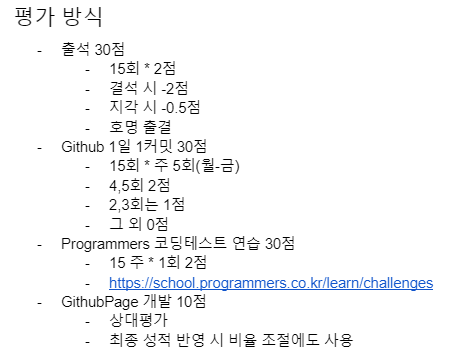 평가 방식
- 출석 30점
- 15회 * 2점
- 결석 시 -2점
- 지각 시 -0.5점
- 호명 출결
- Github 1일 1커밋 30점
- 15회 * 주 5회(월-금)
- 4,5회 2점
- 2,3회는 1점
- 그 외 0점
- Programmers 코딩테스트 연습 30점
- 15 주 * 1회 2점
- https://school.programmers.co.kr/learn/challenges
- GithubPage 개발 10점
- 상대평가
- 최종 성적 반영 시 비율 조절에도 사용